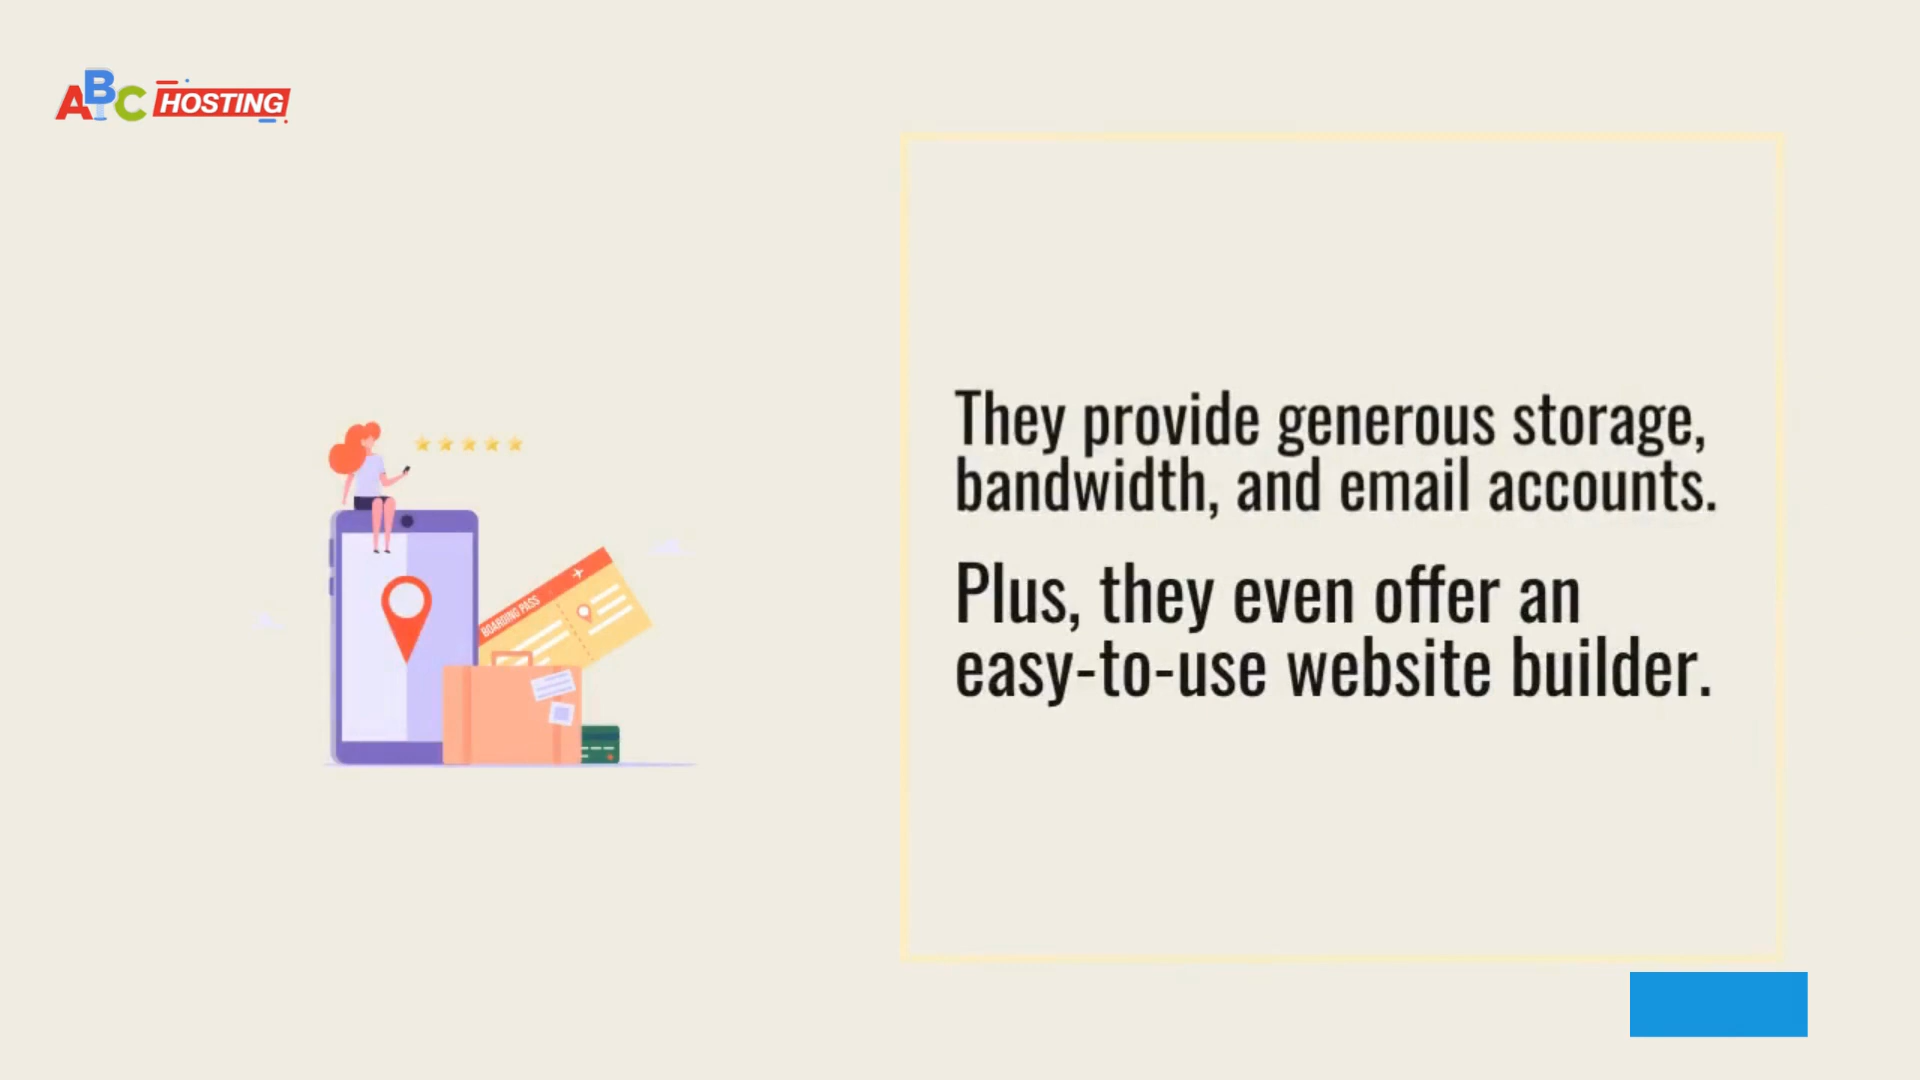 ABC HOSTING
They provide generous storage,
bandwidth, and email accounts.
Plus, they even offer an
easy-to-use website builder.
BOARDING PASS